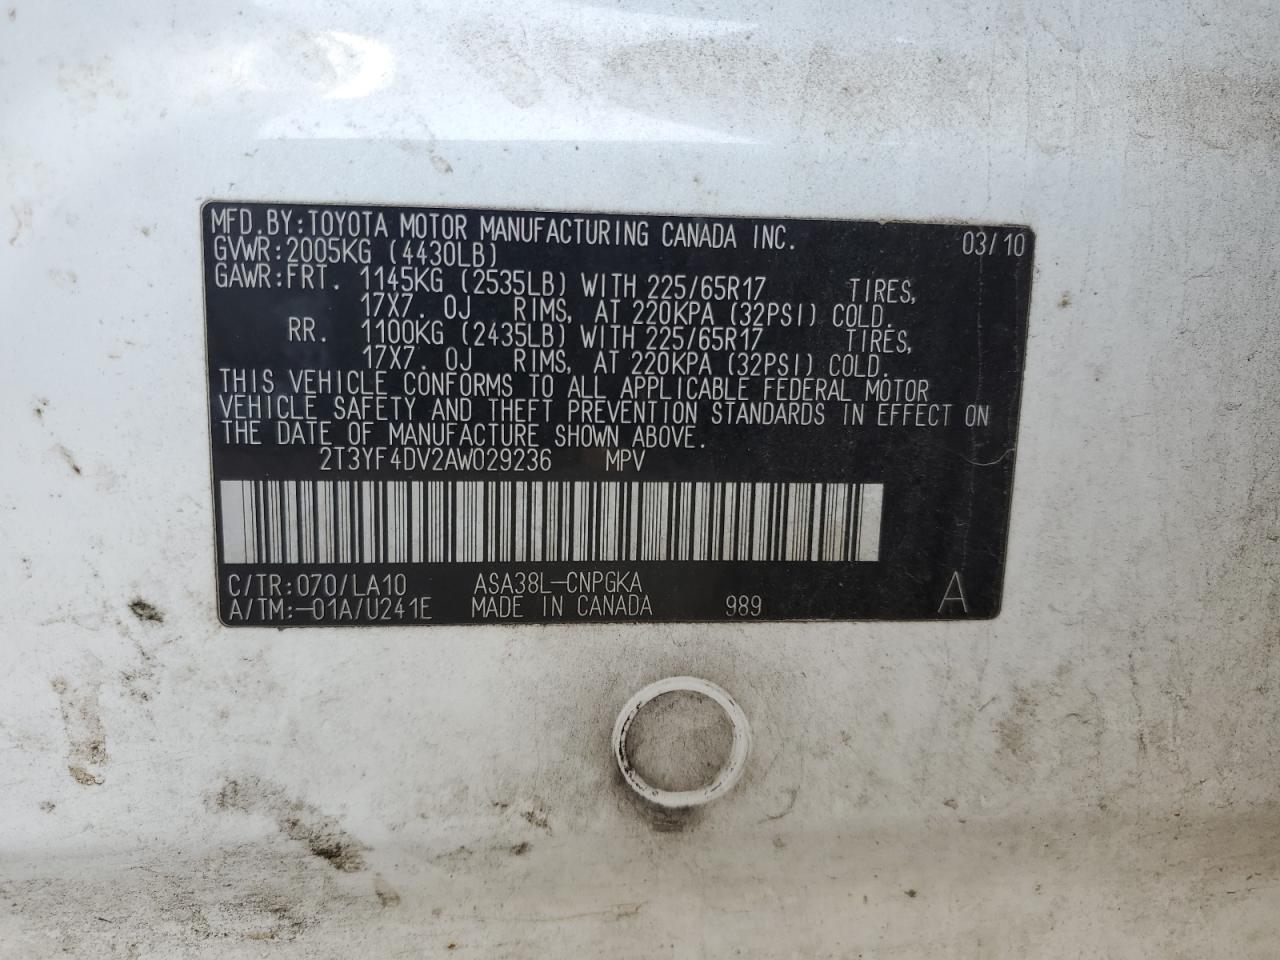 MFD.BY:TOYOTA MOTOR MANUFACTURING CANADA INC. 03/10
GVWR:2005KG (4430LB)
GAWR:FRT. 1145KG (2535LB) WITH 225/65R17 TIRES,
17X7.0J RIMS, AT 220KPA (32PSI) COLD.
RR. 1100KG (2435LB) WITH 225/65R17 TIRES,
17X7.0J RIMS, AT 220KPA (32PSI) COLD.
THIS VEHICLE CONFORMS TO ALL APPLICABLE FEDERAL MOTOR
VEHICLE SAFETY AND THEFT PREVENTION STANDARDS IN EFFECT ON
THE DATE OF MANUFACTURE SHOWN ABOVE.
2T3YF4DV2AW029236 MPV
C/TR:070/LA10 ASA38L-CNPGKA
A/TM:-01A/U241E MADE IN CANADA 989 A